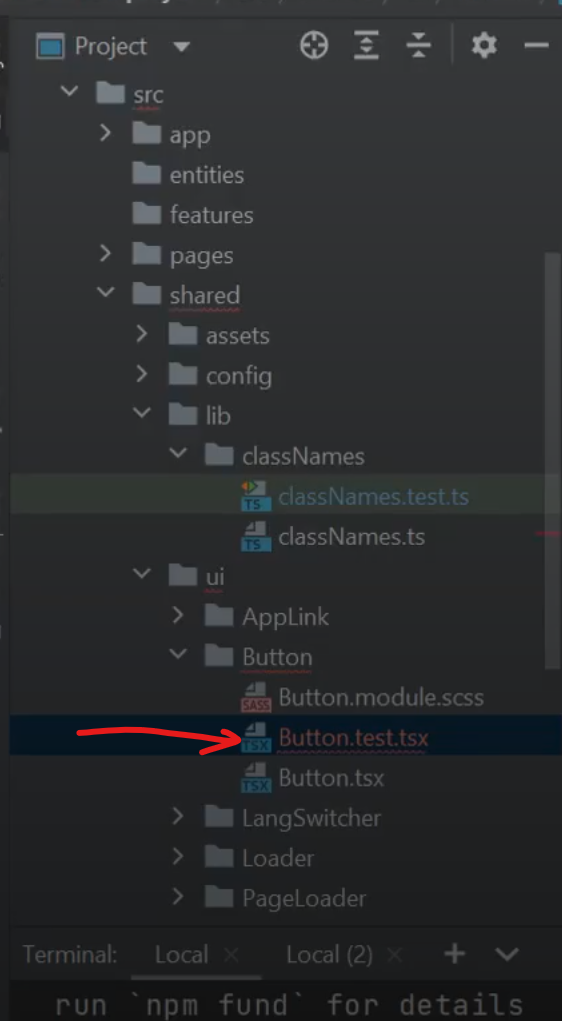 Project
src
app
entities
features
pages
shared
assets
config
lib
classNames
TS classNames.test.ts
TS classNames.ts
ui
AppLink
Button
SASS Button.module.scss
TSX Button.test.tsx
TSX Button.tsx
LangSwitcher
Loader
PageLoader
Terminal: Local × Local (2) × +
run `npm fund` for details